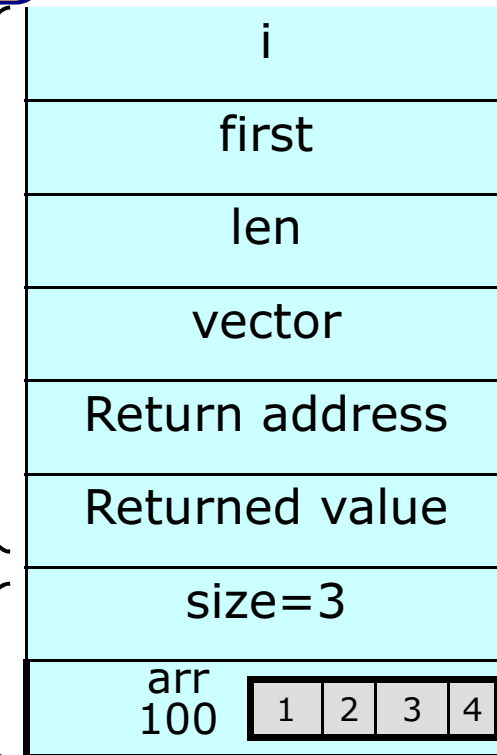 i
first
len
vector
Return address
Returned value
size=3
arr
100 1 2 3 4